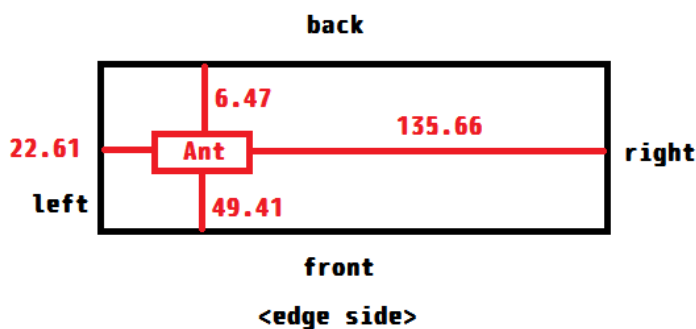 back
6.47
135.66
22.61
Ant
right
left
49.41
front
<edge side>